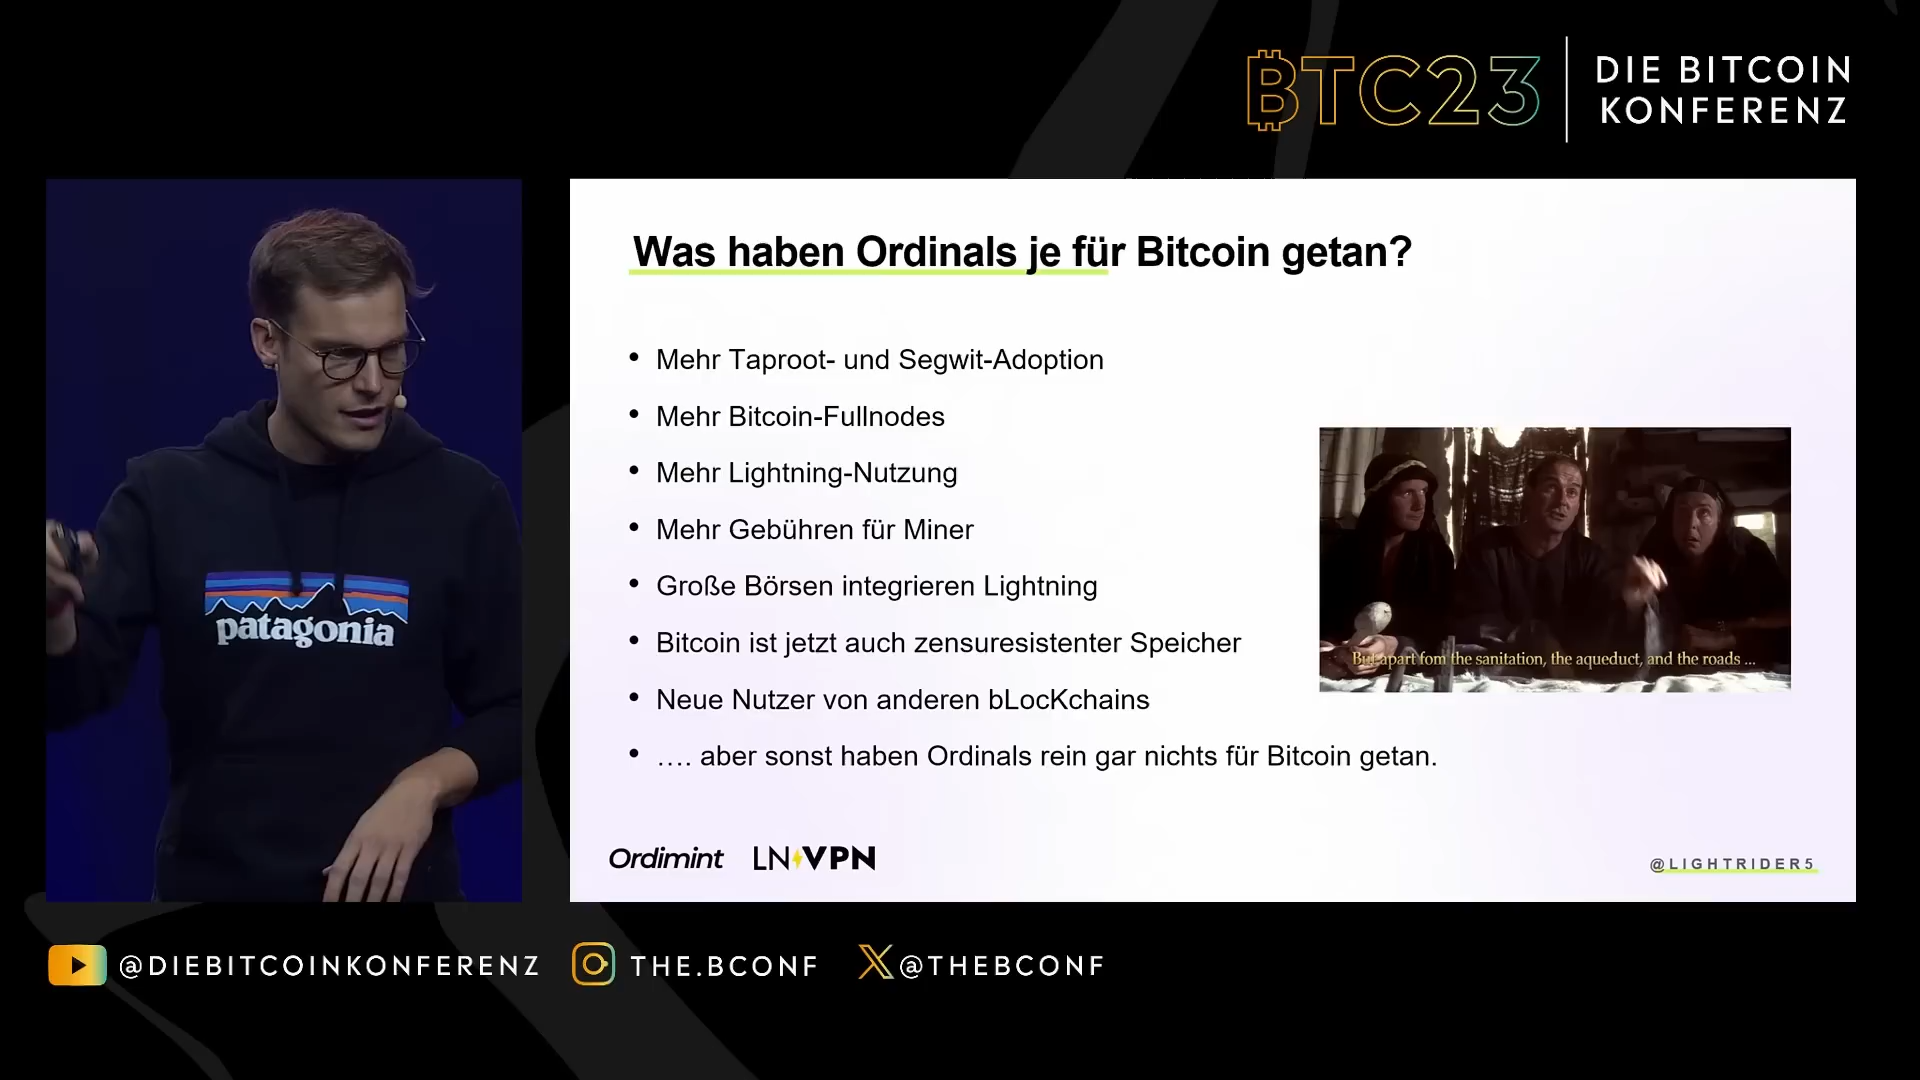 BTC23
DIE BITCOIN
KONFERENZ
patagonia
Was haben Ordinals je für Bitcoin getan?
• Mehr Taproot- und Segwit-Adoption
• Mehr Bitcoin-Fullnodes
• Mehr Lightning-Nutzung
• Mehr Gebühren für Miner
• Große Börsen integrieren Lightning
• Bitcoin ist jetzt auch zensuresistenter Speicher
• Neue Nutzer von anderen bLocKchains
• …. aber sonst haben Ordinals rein gar nichts für Bitcoin getan.
But apart fom the sanitation, the aqueduct, and the roads ...
Ordimint LNVPN
@LIGHTRIDER5
@DIEBITCOINKONFERENZ THE.BCONF @THEBCONF